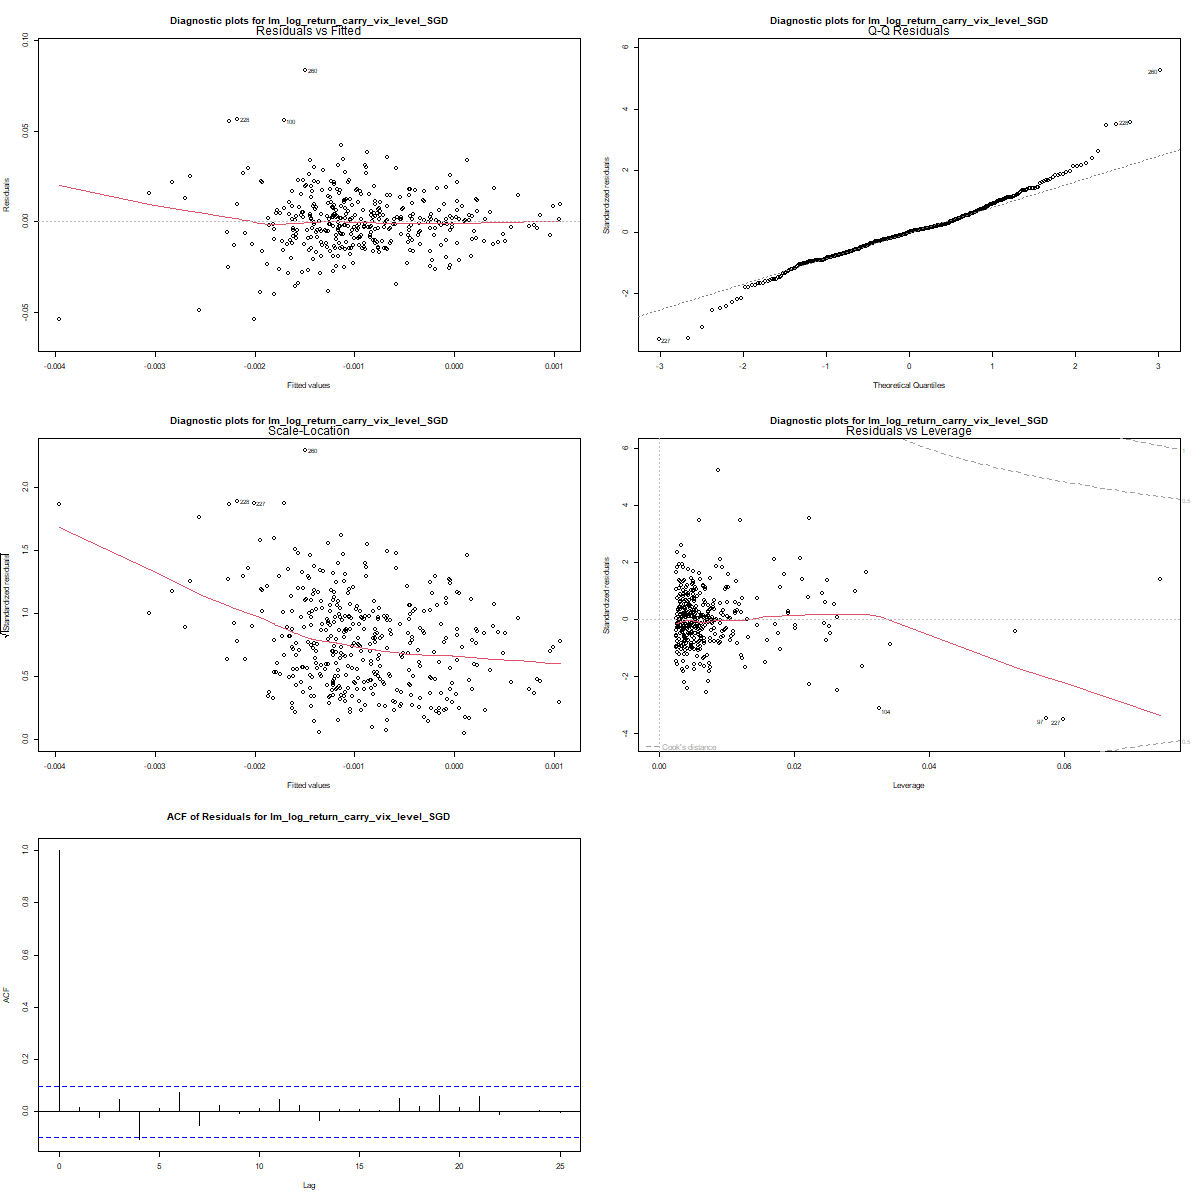 Diagnostic plots for lm_log_return_carry_vix_level_SGD
Residuals vs Fitted
0.10
0.05
0.00
-0.05
Residuals
260
228
100
-0.004 -0.003 -0.002 -0.001 0.000 0.001
Fitted values
Diagnostic plots for lm_log_return_carry_vix_level_SGD
Q-Q Residuals
6
4
2
0
-2
Standardized residuals
260
228
227
-3 -2 -1 0 1 2 3
Theoretical Quantiles
Diagnostic plots for lm_log_return_carry_vix_level_SGD
Scale-Location
2.0
1.5
1.0
0.5
0.0
√|Standardized residuals|
260
228 227
-0.004 -0.003 -0.002 -0.001 0.000 0.001
Fitted values
Diagnostic plots for lm_log_return_carry_vix_level_SGD
Residuals vs Leverage
6
4
2
0
-2
-4
Standardized residuals
1
0.5
104
97 227
0.5
Cook's distance
0.00 0.02 0.04 0.06
Leverage
ACF of Residuals for lm_log_return_carry_vix_level_SGD
1.0
0.8
0.6
0.4
0.2
0.0
ACF
0 5 10 15 20 25
Lag